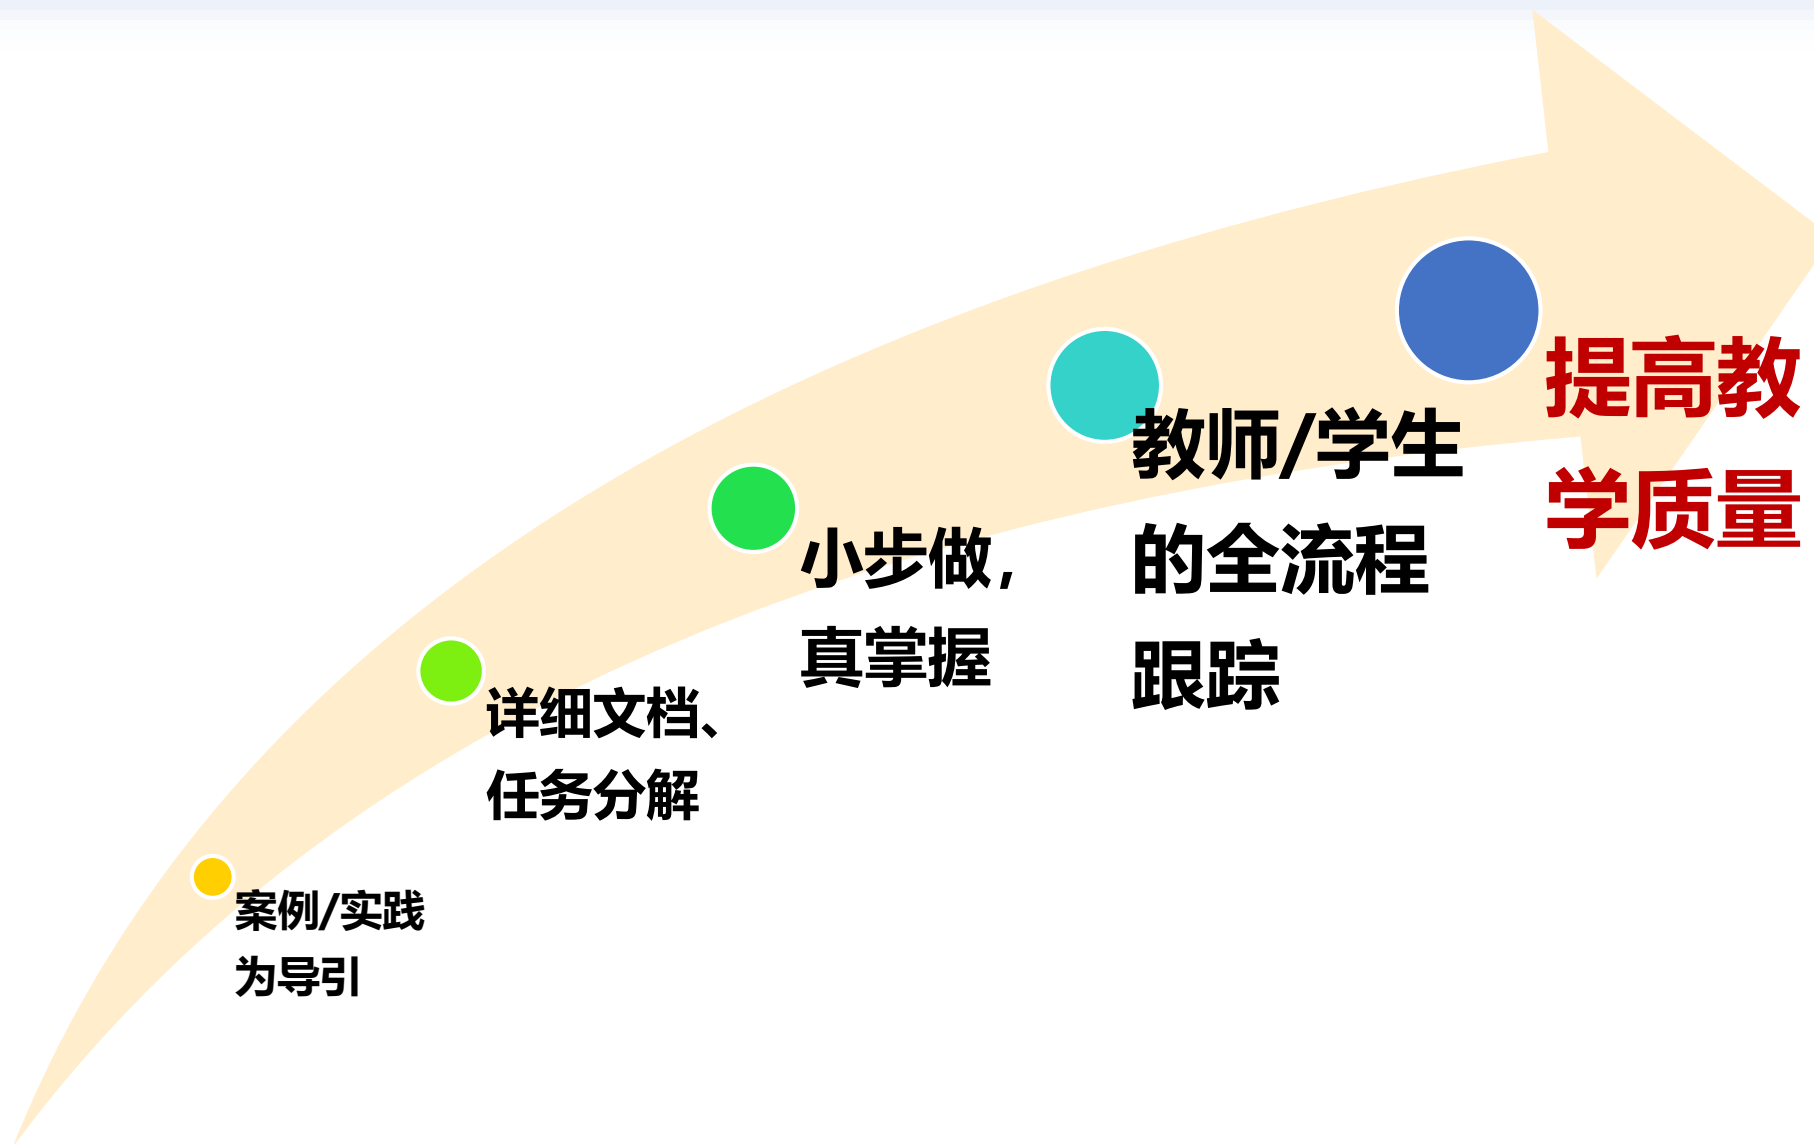 案例/实践
为导引
详细文档、
任务分解
小步做，
真掌握
教师/学生
的全流程
跟踪
提高教
学质量